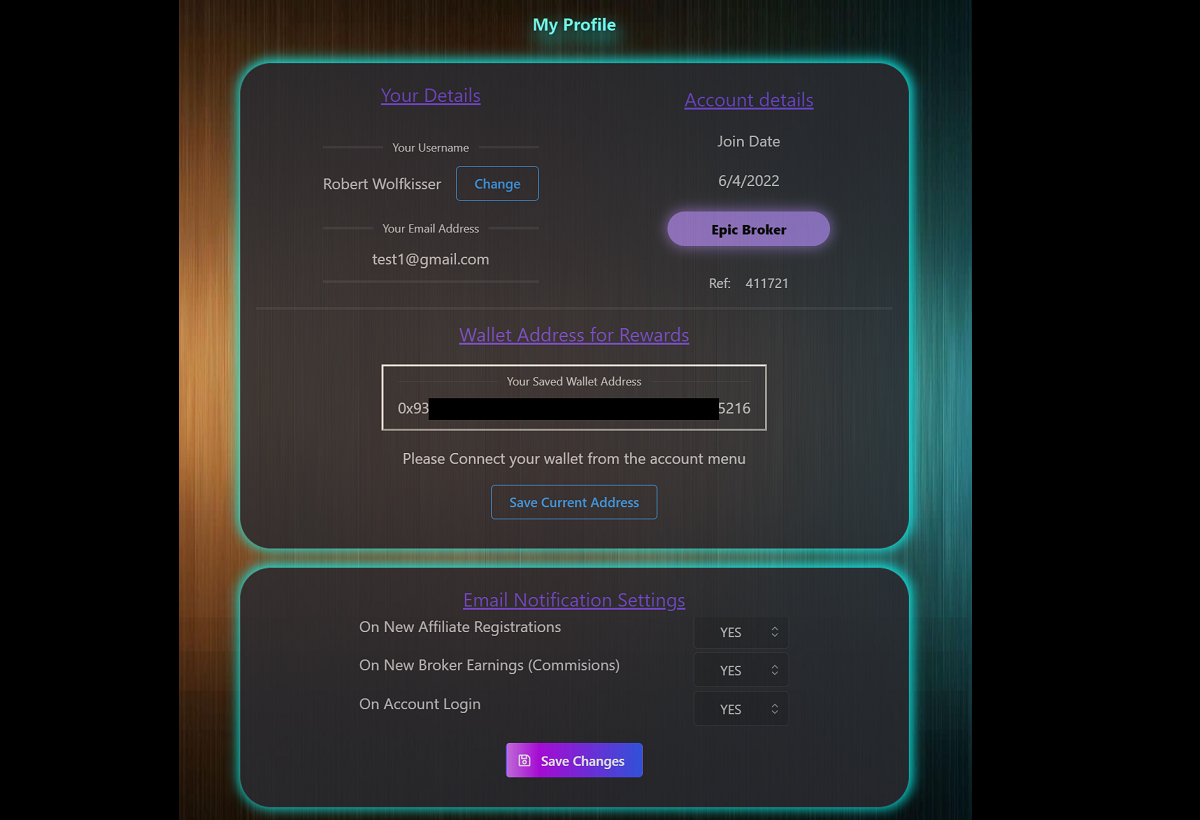 My Profile
Your Details
Your Username
Robert Wolfkisser Change
Your Email Address
test1@gmail.com
Account details
Join Date
6/4/2022
Epic Broker
Ref: 411721
Wallet Address for Rewards
Your Saved Wallet Address
0x93 5216
Please Connect your wallet from the account menu
Save Current Address
Email Notification Settings
On New Affiliate Registrations YES
On New Broker Earnings (Commisions) YES
On Account Login YES
Save Changes